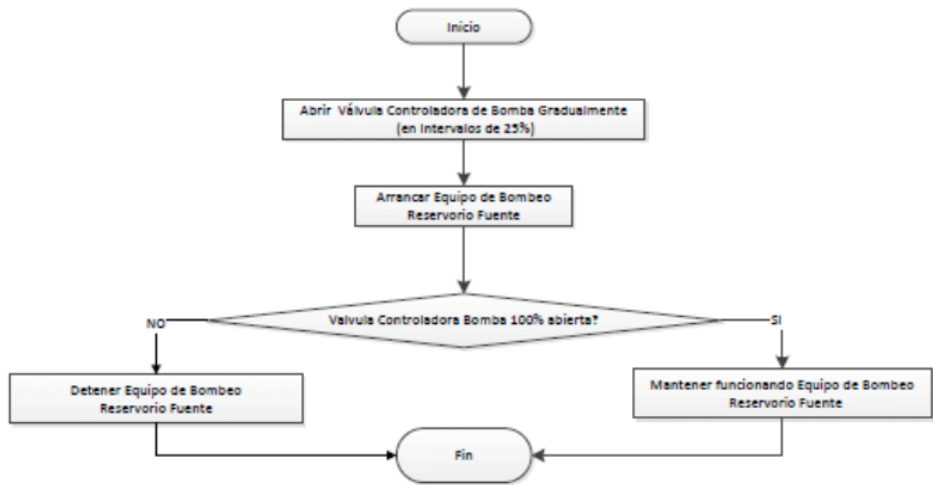 Inicio
Abrir Válvula Controladora de Bomba Gradualmente
(en Intervalos de 25%)
Arrancar Equipo de Bombeo
Reservorio Fuente
Valvula Controladora Bomba 100% abierta?
NO
SI
Detener Equipo de Bombeo
Reservorio Fuente
Mantener funcionando Equipo de Bombeo
Reservorio Fuente
Fin